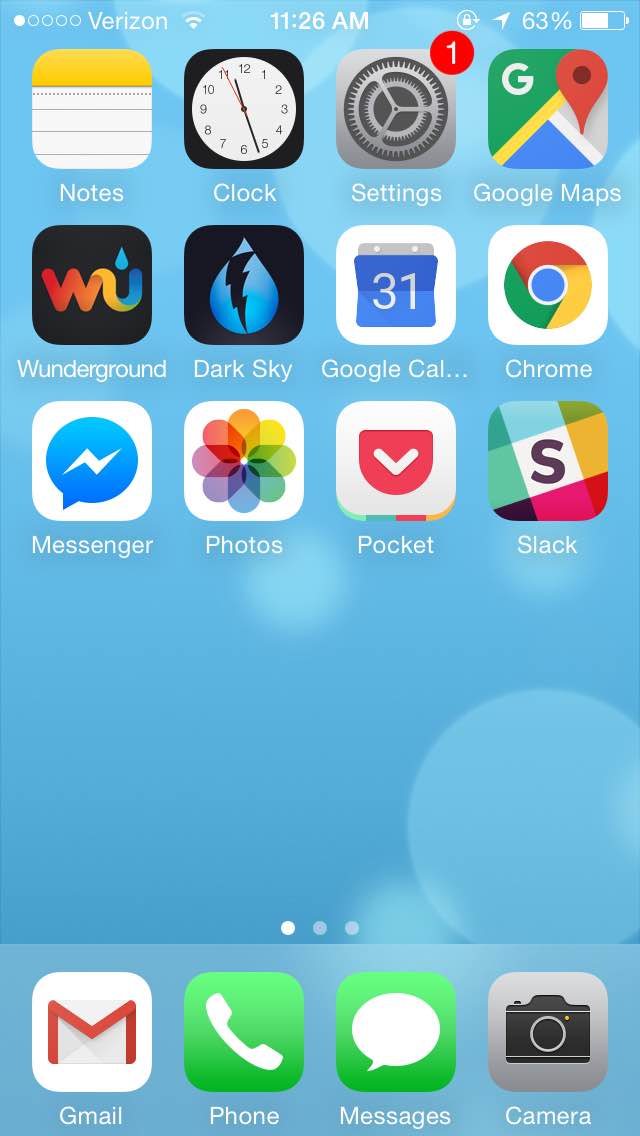 Verizon 11:26 AM 63%
1
12
11 1
10 2
9 3
8 4
7 5
6
G
Notes Clock Settings Google Maps
WU
31
Wunderground Dark Sky Google Cal... Chrome
S
Messenger Photos Pocket Slack
Gmail Phone Messages Camera